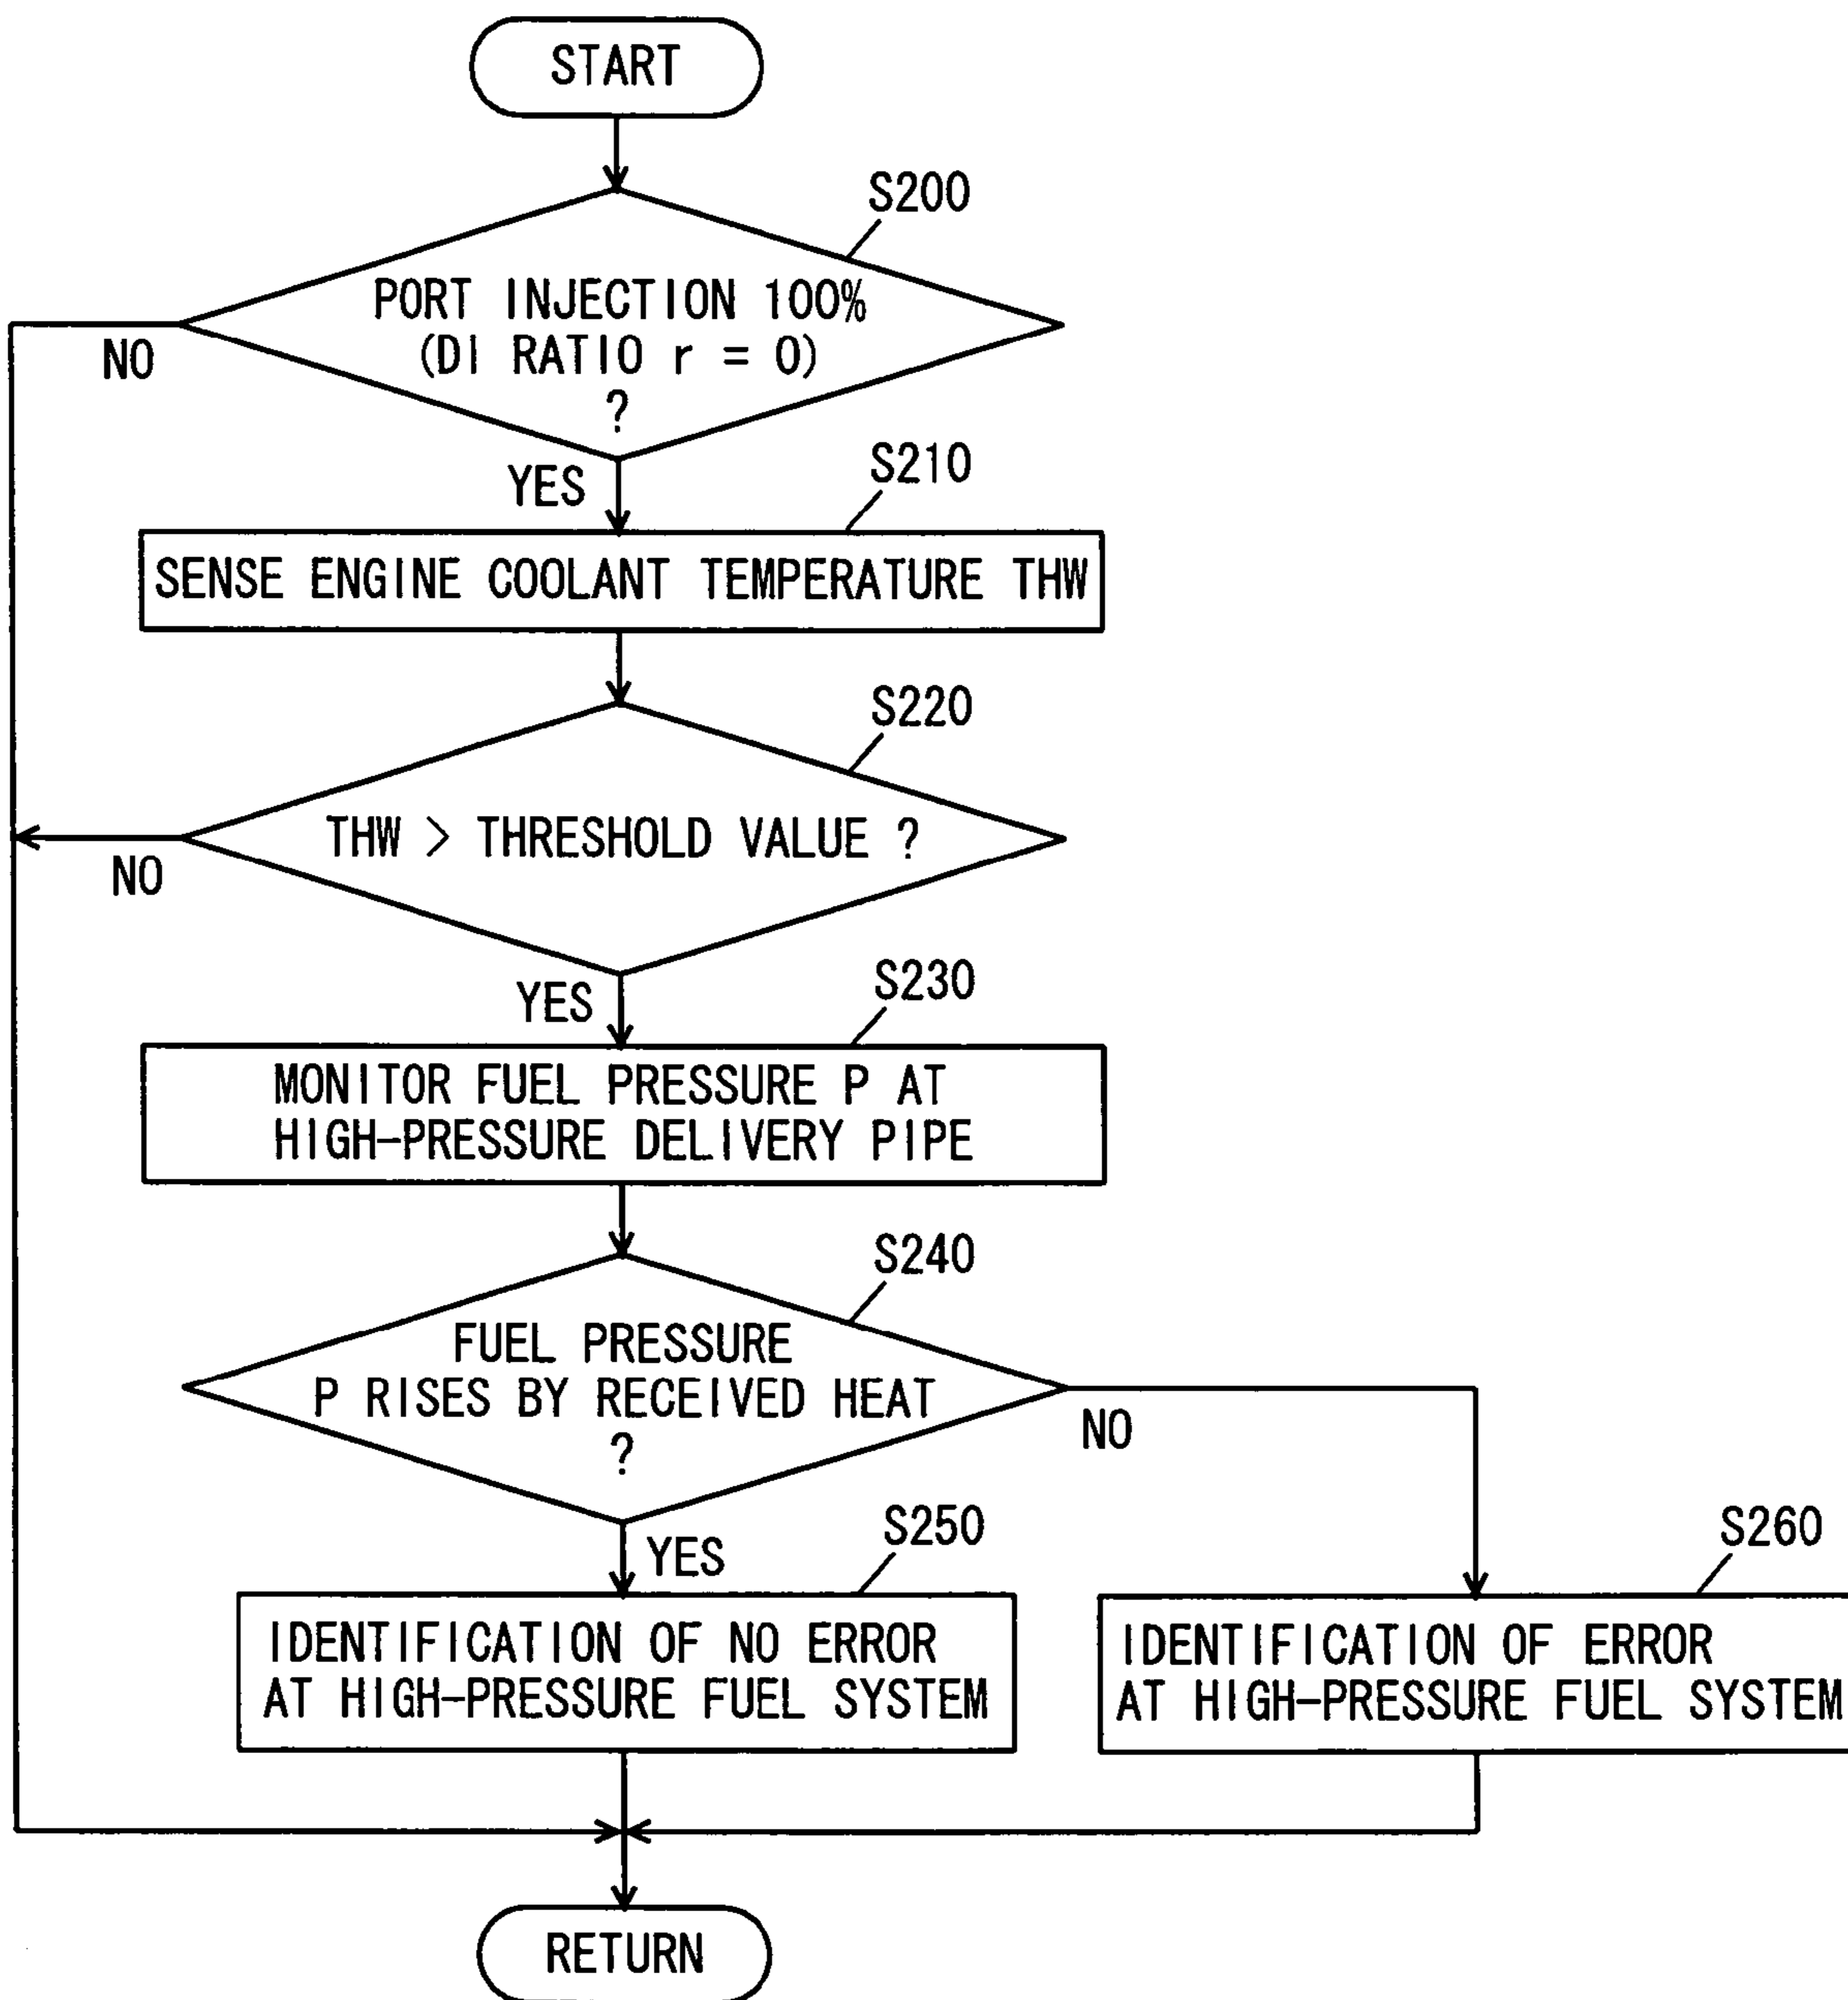 START
S200
PORT INJECTION 100%
(DI RATIO r = 0)
?
NO
YES
S210
SENSE ENGINE COOLANT TEMPERATURE THW
S220
THW > THRESHOLD VALUE ?
NO
YES
S230
MONITOR FUEL PRESSURE P AT
HIGH-PRESSURE DELIVERY PIPE
S240
FUEL PRESSURE
P RISES BY RECEIVED HEAT
?
NO
YES
S250
IDENTIFICATION OF NO ERROR
AT HIGH-PRESSURE FUEL SYSTEM
S260
IDENTIFICATION OF ERROR
AT HIGH-PRESSURE FUEL SYSTEM
RETURN